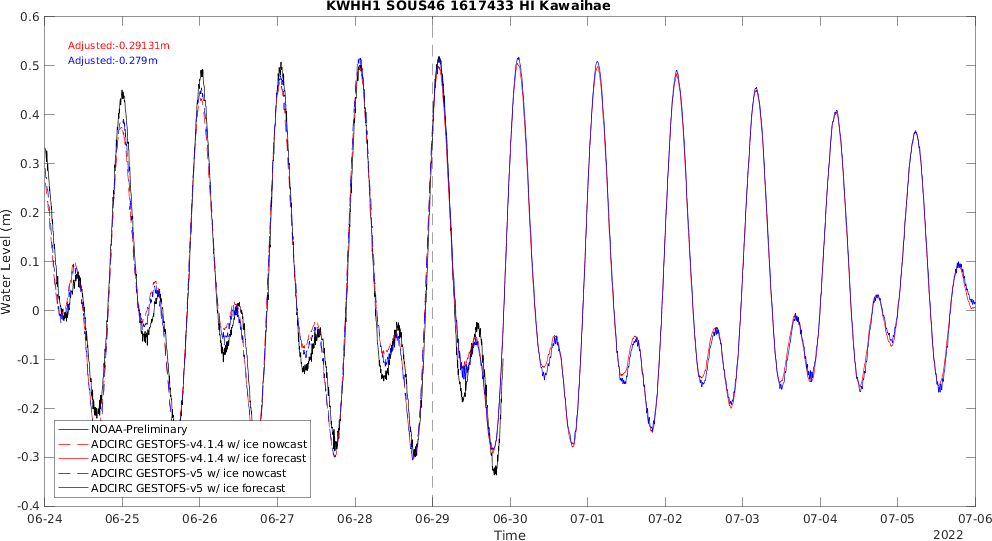 KWHH1 SOUS46 1617433 HI Kawaihae
Adjusted:-0.29131m
Adjusted:-0.279m
Water Level (m)
0.6
0.5
0.4
0.3
0.2
0.1
0
-0.1
-0.2
-0.3
-0.4
NOAA-Preliminary
ADCIRC GESTOFS-v4.1.4 w/ ice nowcast
ADCIRC GESTOFS-v4.1.4 w/ ice forecast
ADCIRC GESTOFS-v5 w/ ice nowcast
ADCIRC GESTOFS-v5 w/ ice forecast
06-24 06-25 06-26 06-27 06-28 06-29 06-30 07-01 07-02 07-03 07-04 07-05 07-06
Time
2022